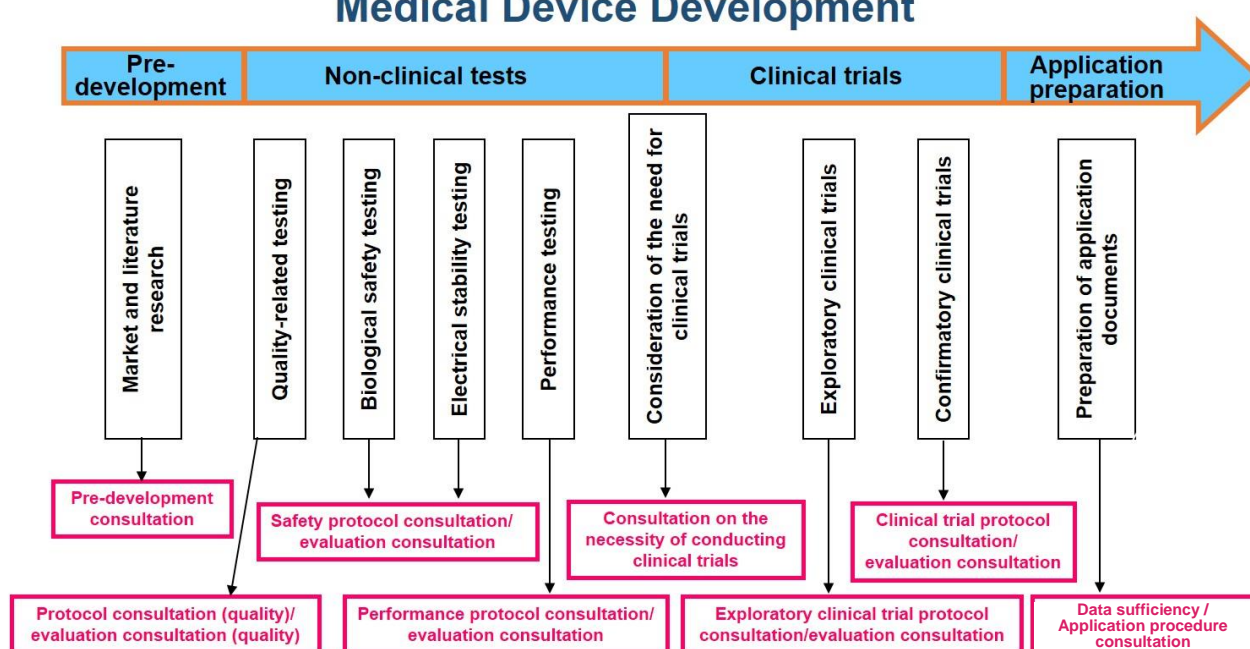 Medical Device Development
Pre-
development
Non-clinical tests
Clinical trials
Application
preparation
Market and literature
research
Quality-related testing
Biological safety testing
Electrical stability testing
Performance testing
Consideration of the need for
clinical trials
Exploratory clinical trials
Confirmatory clinical trials
Preparation of application
documents
Pre-development
consultation
Safety protocol consultation/
evaluation consultation
Consultation on the
necessity of conducting
clinical trials
Clinical trial protocol
consultation/
evaluation consultation
Protocol consultation (quality)/
evaluation consultation (quality)
Performance protocol consultation/
evaluation consultation
Exploratory clinical trial protocol
consultation/evaluation consultation
Data sufficiency /
Application procedure
consultation